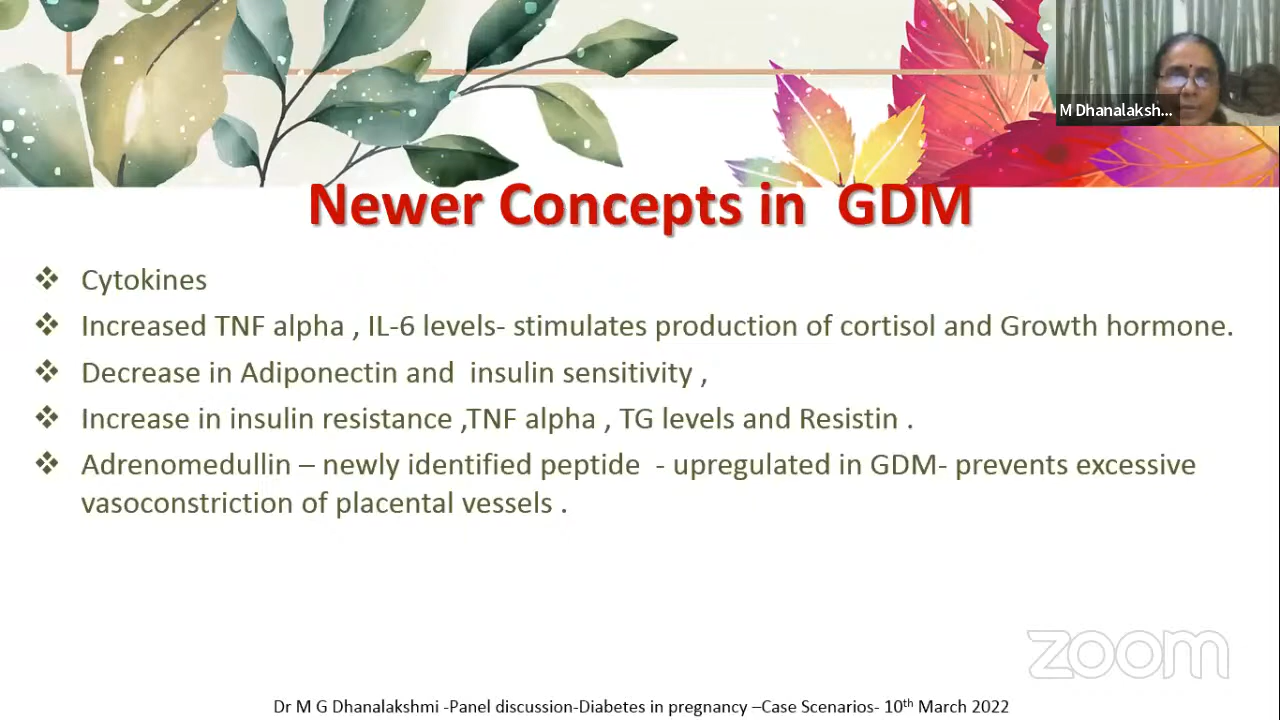 M Dhanalaksh...
Newer Concepts in GDM
❖ Cytokines
❖ Increased TNF alpha , IL-6 levels- stimulates production of cortisol and Growth hormone.
❖ Decrease in Adiponectin and insulin sensitivity ,
❖ Increase in insulin resistance ,TNF alpha , TG levels and Resistin .
❖ Adrenomedullin – newly identified peptide - upregulated in GDM- prevents excessive
vasoconstriction of placental vessels .
zoom
Dr M G Dhanalakshmi -Panel discussion-Diabetes in pregnancy –Case Scenarios- 10th March 2022